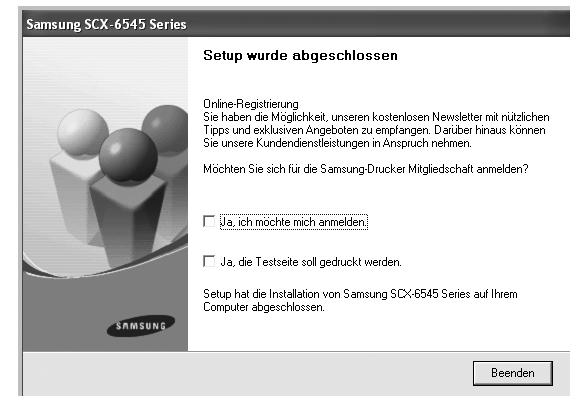 Samsung SCX-6545 Series
Setup wurde abgeschlossen
Online-Registrierung
Sie haben die Möglichkeit, unseren kostenlosen Newsletter mit nützlichen
Tipps und exklusiven Angeboten zu empfangen. Darüber hinaus können
Sie unsere Kundendienstleistungen in Anspruch nehmen.
Möchten Sie sich für die Samsung-Drucker Mitgliedschaft anmelden?
Ja, ich möchte mich anmelden.
Ja, die Testseite soll gedruckt werden.
Setup hat die Installation von Samsung SCX-6545 Series auf Ihrem
Computer abgeschlossen.
SAMSUNG
Beenden